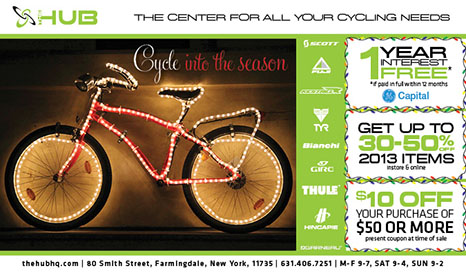 HUB
THE CENTER FOR ALL YOUR CYCLING NEEDS
Cycle into the season
SCOTT
FULCRUM
TYR
Bianchi
GIRO
THULE
HINCAPIE
GARNEAU
1 YEAR
INTEREST
FREE*
*if paid in full within 12 months
GE Capital
GET UP TO
30-50% OFF
2013 ITEMS
instore & online
$10 OFF
YOUR PURCHASE OF
$50 OR MORE
present coupon at time of sale
thehubhq.com | 80 Smith Street, Farmingdale, New York, 11735 | 631.406.7251 | M-F 9-7, SAT 9-4, SUN 9-2